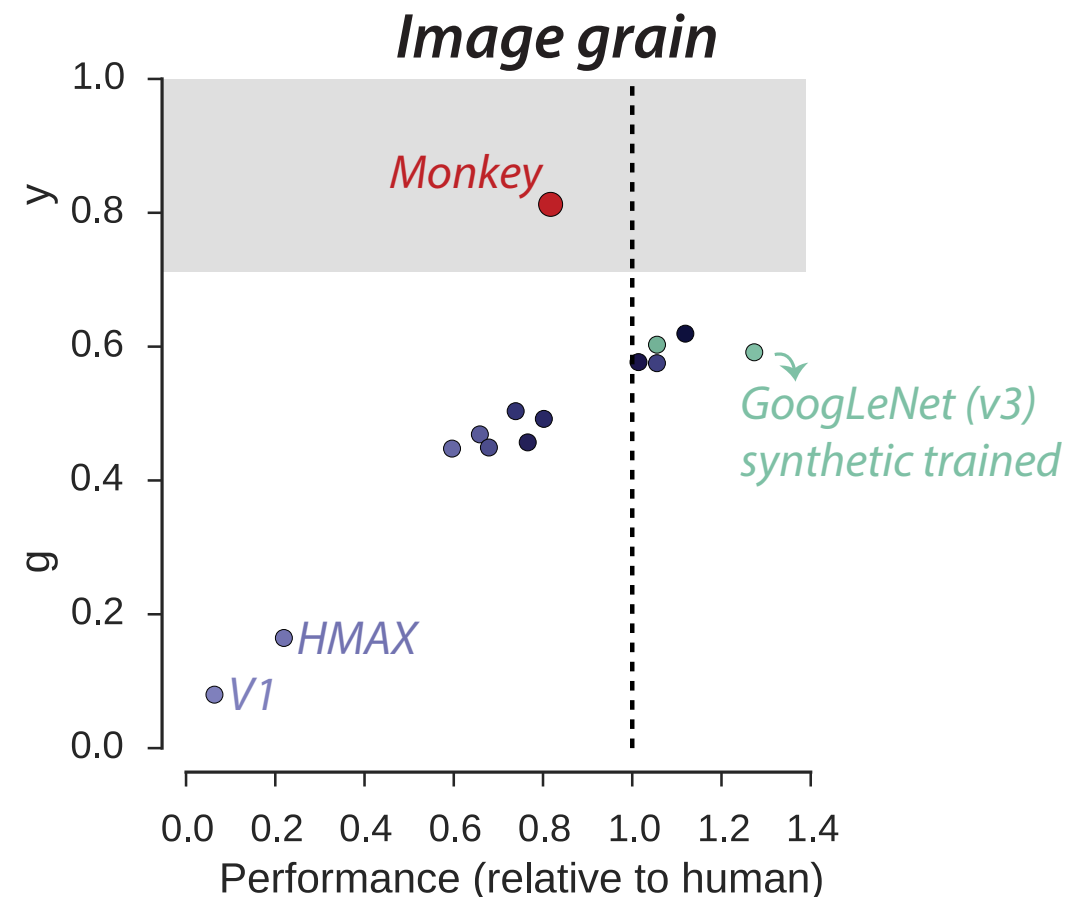 Image grain
1.0
0.8
0.6
0.4
0.2
0.0
y
g
Monkey
GoogLeNet (v3)
synthetic trained
HMAX
V1
0.0 0.2 0.4 0.6 0.8 1.0 1.2 1.4
Performance (relative to human)